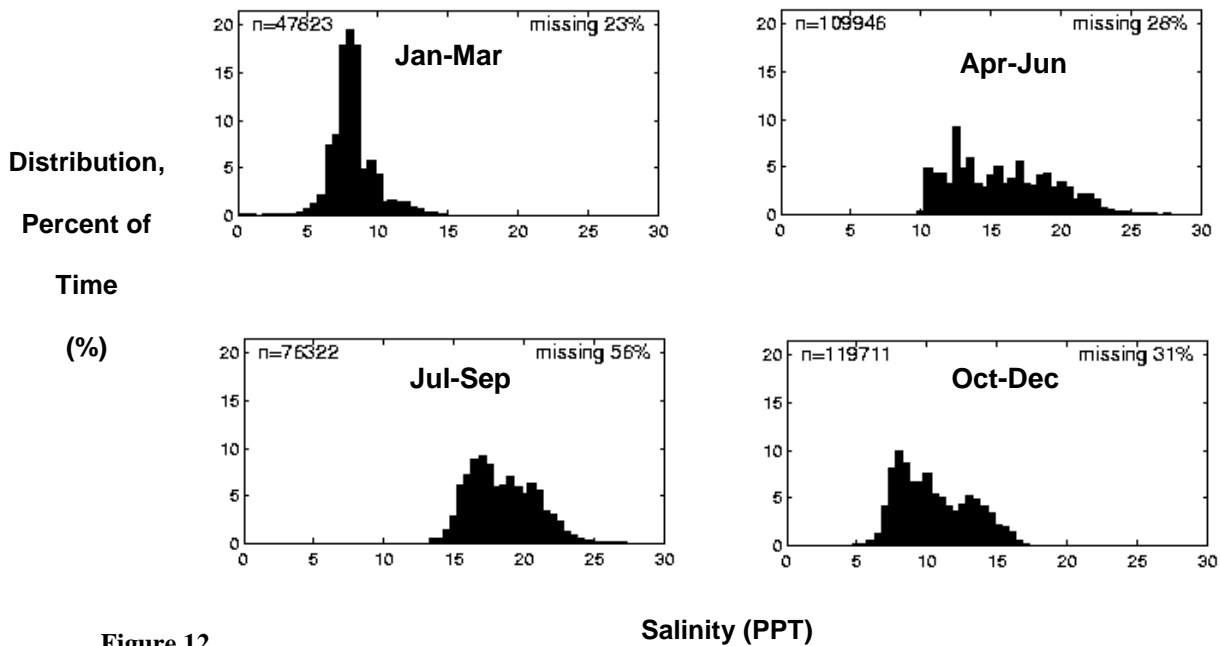 n=47823 missing 23%
Jan-Mar
20
15
10
5
0
0 5 10 15 20 25 30
n=109946 missing 28%
Apr-Jun
20
15
10
5
0
0 5 10 15 20 25 30
Distribution,
Percent of
Time
(%)
n=76322 missing 56%
Jul-Sep
20
15
10
5
0
0 5 10 15 20 25 30
n=119711 missing 31%
Oct-Dec
20
15
10
5
0
0 5 10 15 20 25 30
Salinity (PPT)
Figure 12